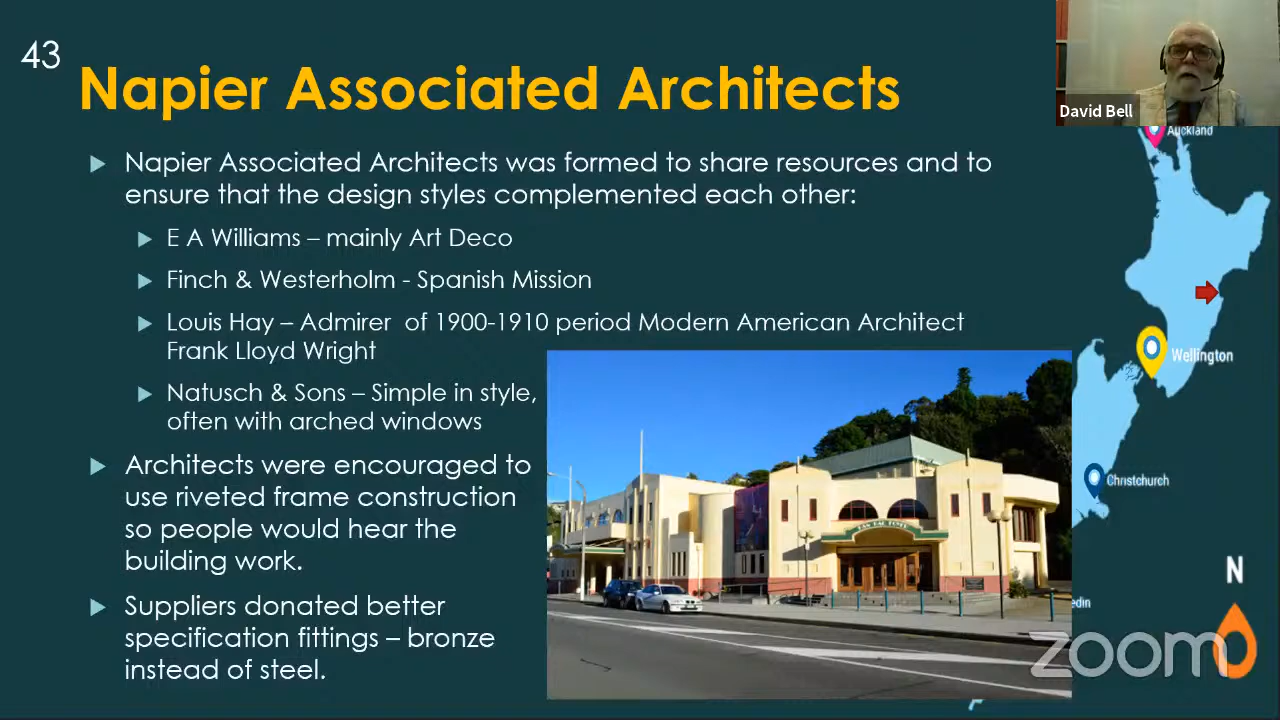 43
Napier Associated Architects
David Bell
Auckland
Napier Associated Architects was formed to share resources and to
ensure that the design styles complemented each other:
E A Williams – mainly Art Deco
Finch & Westerholm - Spanish Mission
Louis Hay – Admirer of 1900-1910 period Modern American Architect
Frank Lloyd Wright
Natusch & Sons – Simple in style,
often with arched windows
Architects were encouraged to
use riveted frame construction
so people would hear the
building work.
Suppliers donated better
specification fittings – bronze
instead of steel.
Wellington
Christchurch
N
edin
zoom